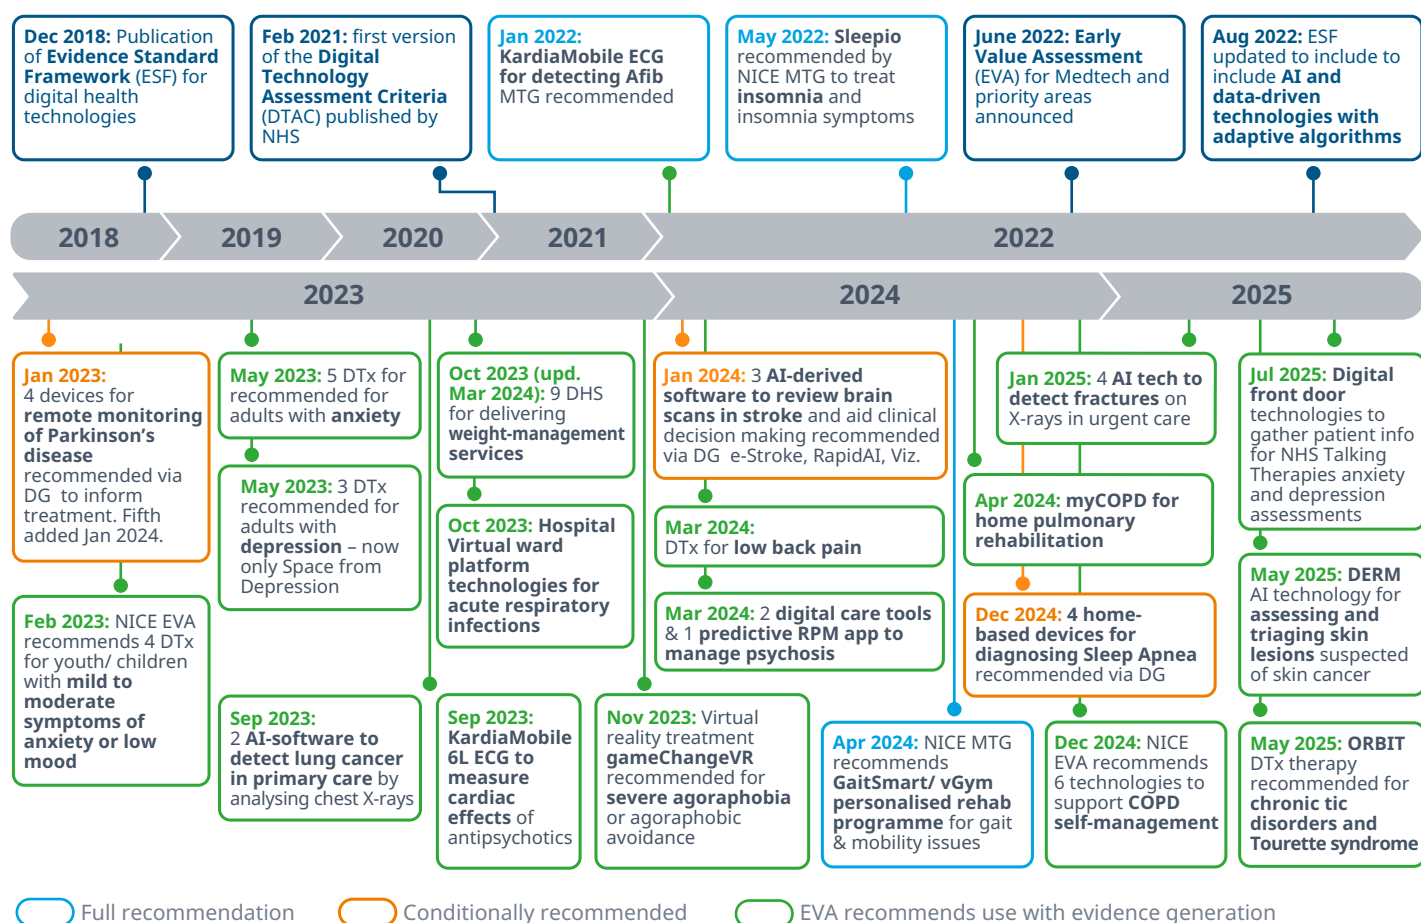 Dec 2018: Publication
of Evidence Standard
Framework (ESF) for
digital health
technologies
Feb 2021: first version
of the Digital
Technology
Assessment Criteria
(DTAC) published by
NHS
Jan 2022:
KardiaMobile ECG
for detecting Afib
MTG recommended
May 2022: Sleepio
recommended by
NICE MTG to treat
insomnia and
insomnia symptoms
June 2022: Early
Value Assessment
(EVA) for Medtech and
priority areas
announced
Aug 2022: ESF
updated to include to
include AI and
data-driven
technologies with
adaptive algorithms
2018
2019
2020
2021
2022
2023
2024
2025
Jan 2023:
4 devices for
remote monitoring
of Parkinson's
disease
recommended via
DG to inform
treatment. Fifth
added Jan 2024.
Feb 2023: NICE EVA
recommends 4 DTx
for youth/ children
with mild to
moderate
symptoms of
anxiety or low
mood
May 2023: 5 DTx for
recommended for
adults with anxiety
May 2023: 3 DTx
recommended for
adults with
depression – now
only Space from
Depression
Sep 2023:
2 AI-software to
detect lung cancer
in primary care by
analysing chest X-rays
Oct 2023 (upd.
Mar 2024): 9 DHS
for delivering
weight-management
services
Oct 2023: Hospital
Virtual ward
platform
technologies for
acute respiratory
infections
Sep 2023:
KardiaMobile
6L ECG to
measure
cardiac
effects of
antipsychotics
Nov 2023: Virtual
reality treatment
gameChangeVR
recommended for
severe agoraphobia
or agoraphobic
avoidance
Jan 2024: 3 AI-derived
software to review brain
scans in stroke and aid clinical
decision making recommended
via DG e-Stroke, RapidAI, Viz.
Mar 2024:
DTx for low back pain
Mar 2024: 2 digital care tools
& 1 predictive RPM app to
manage psychosis
Apr 2024: NICE MTG
recommends
GaitSmart/ vGym
personalised rehab
programme for gait
& mobility issues
Jan 2025: 4 AI tech to
detect fractures on
X-rays in urgent care
Apr 2024: myCOPD for
home pulmonary
rehabilitation
Dec 2024: 4 home-
based devices for
diagnosing Sleep Apnea
recommended via DG
Dec 2024: NICE
EVA recommends
6 technologies to
support COPD
self-management
Jul 2025: Digital
front door
technologies to
gather patient info
for NHS Talking
Therapies anxiety
and depression
assessments
May 2025: DERM
AI technology for
assessing and
triaging skin
lesions suspected
of skin cancer
May 2025: ORBIT
DTx therapy
recommended for
chronic tic
disorders and
Tourette syndrome
Full recommendation
Conditionally recommended
EVA recommends use with evidence generation